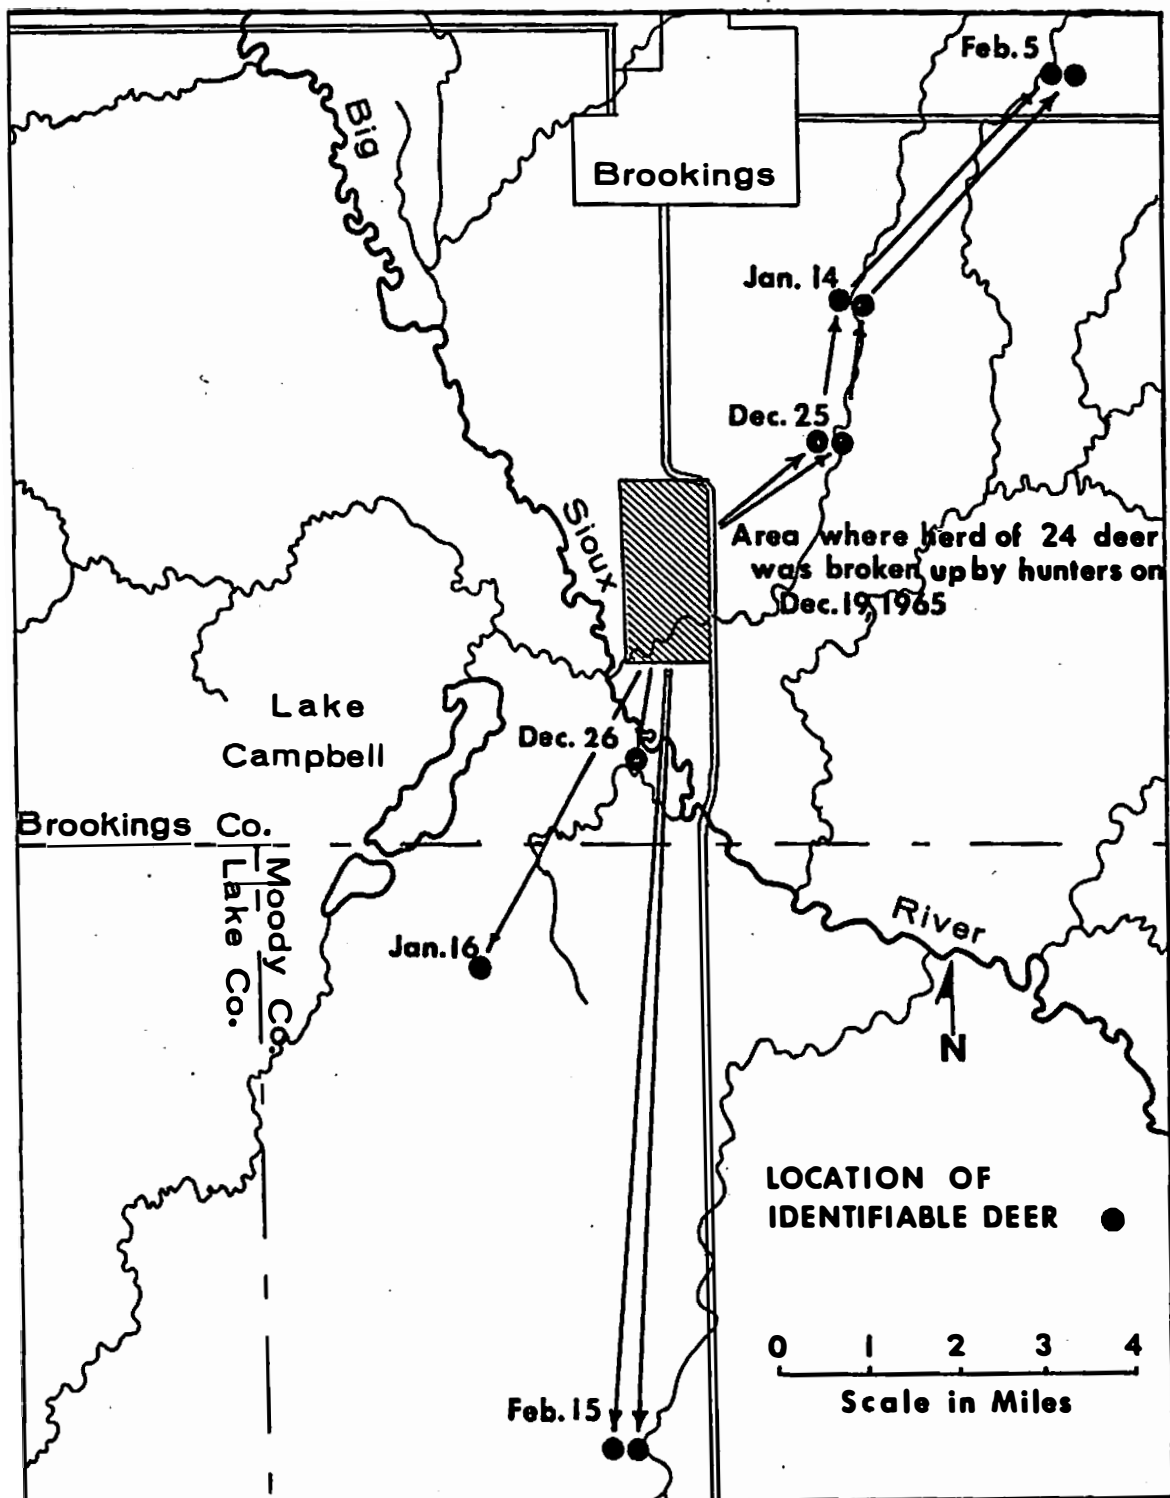 Feb. 5
Big
Brookings
Jan. 14
Dec. 25
Sioux
Area where herd of 24 deer
was broken up by hunters on
Dec. 19, 1965
Lake
Campbell
Dec. 26
Brookings Co.
Moody Co.
Lake Co.
River
Jan. 16
N
LOCATION OF
IDENTIFIABLE DEER
0 1 2 3 4
Scale in Miles
Feb. 15